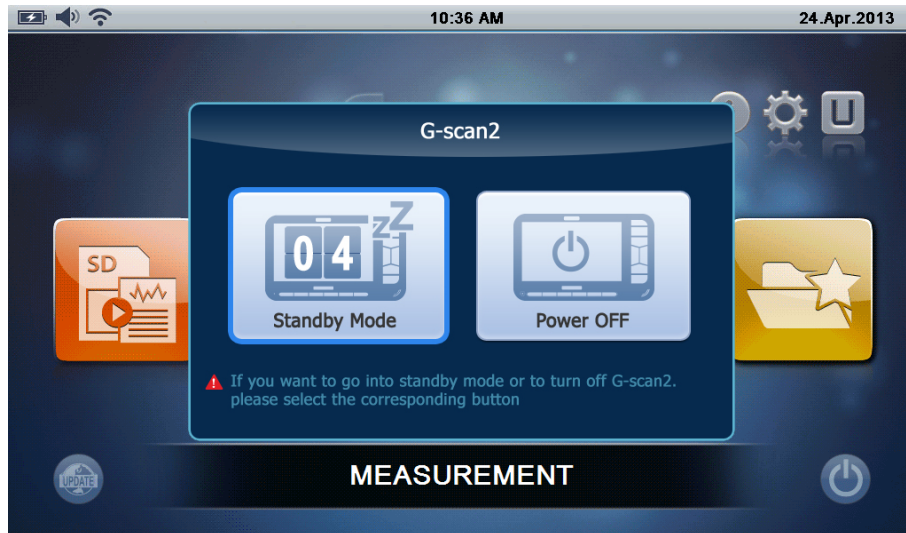 10:36 AM
24.Apr.2013
G-scan2
U
SD
04
zZ
Standby Mode
Power OFF
If you want to go into standby mode or to turn off G-scan2.
please select the corresponding button
UPDATE
MEASUREMENT